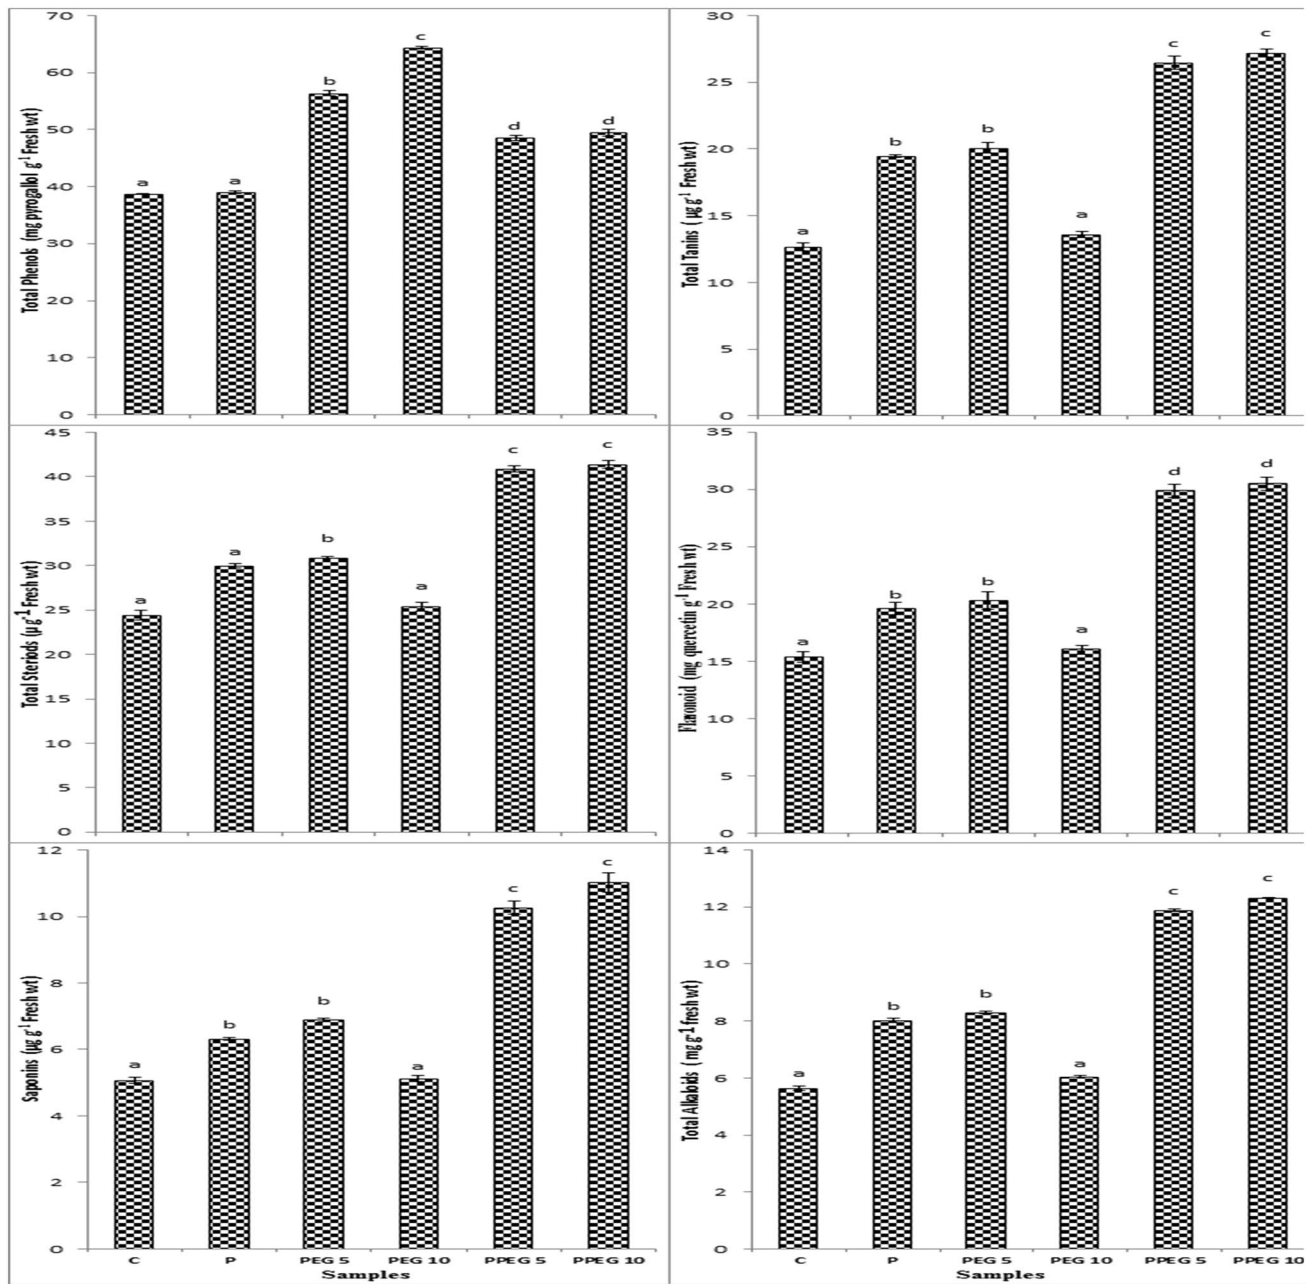 Total Phenols (mg pyrogallol g-1 Fresh wt)
70
60
50
40
30
20
10
0
a
a
b
c
d
d
Total Tanins ( µg g-1 Fresh wt)
30
25
20
15
10
5
0
a
b
b
a
c
c
Total Steriods (µ g-1 Fresh wt)
45
40
35
30
25
20
15
10
5
0
a
a
b
a
c
c
Flavonoid (mg quercetin g-1 Fresh wt)
35
30
25
20
15
10
5
0
a
b
b
a
d
d
Saponins (µg g-1 Fresh wt)
12
10
8
6
4
2
0
a
b
b
a
c
c
C P PEG 5 PEG 10 PPEG 5 PPEG 10
Samples
Total Alkaloids ( mg g-1 fresh wt)
14
12
10
8
6
4
2
0
a
b
b
a
c
c
C P PEG 5 PEG 10 PPEG 5 PPEG 10
Samples